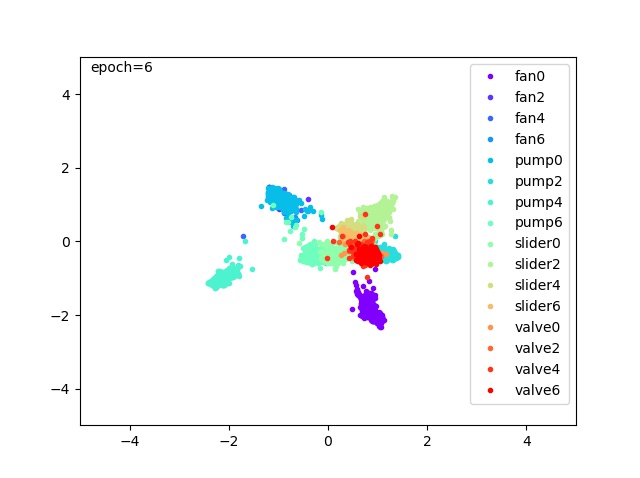 epoch=6
fan0
fan2
fan4
fan6
pump0
pump2
pump4
pump6
slider0
slider2
slider4
slider6
valve0
valve2
valve4
valve6
4
2
0
−2
−4
−4 −2 0 2 4